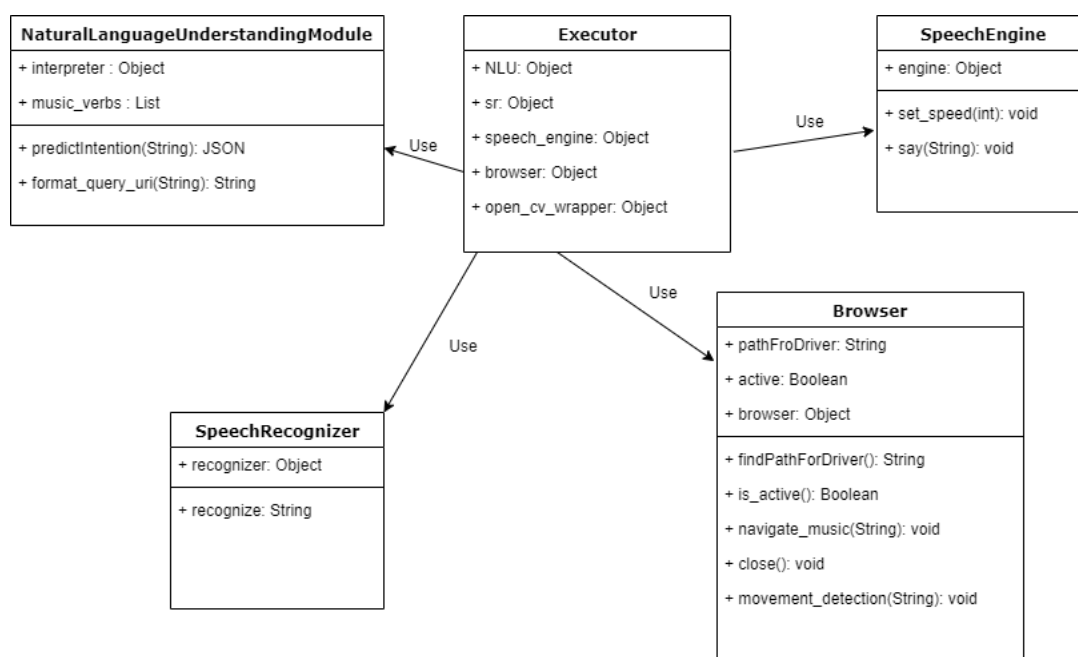 NaturalLanguageUnderstandingModule
+ interpreter : Object
+ music_verbs : List
+ predictIntention(String): JSON
+ format_query_uri(String): String
Use
Executor
+ NLU: Object
+ sr: Object
+ speech_engine: Object
+ browser: Object
+ open_cv_wrapper: Object
Use
SpeechEngine
+ engine: Object
+ set_speed(int): void
+ say(String): void
Use
Use
SpeechRecognizer
+ recognizer: Object
+ recognize: String
Browser
+ pathFroDriver: String
+ active: Boolean
+ browser: Object
+ findPathForDriver(): String
+ is_active(): Boolean
+ navigate_music(String): void
+ close(): void
+ movement_detection(String): void